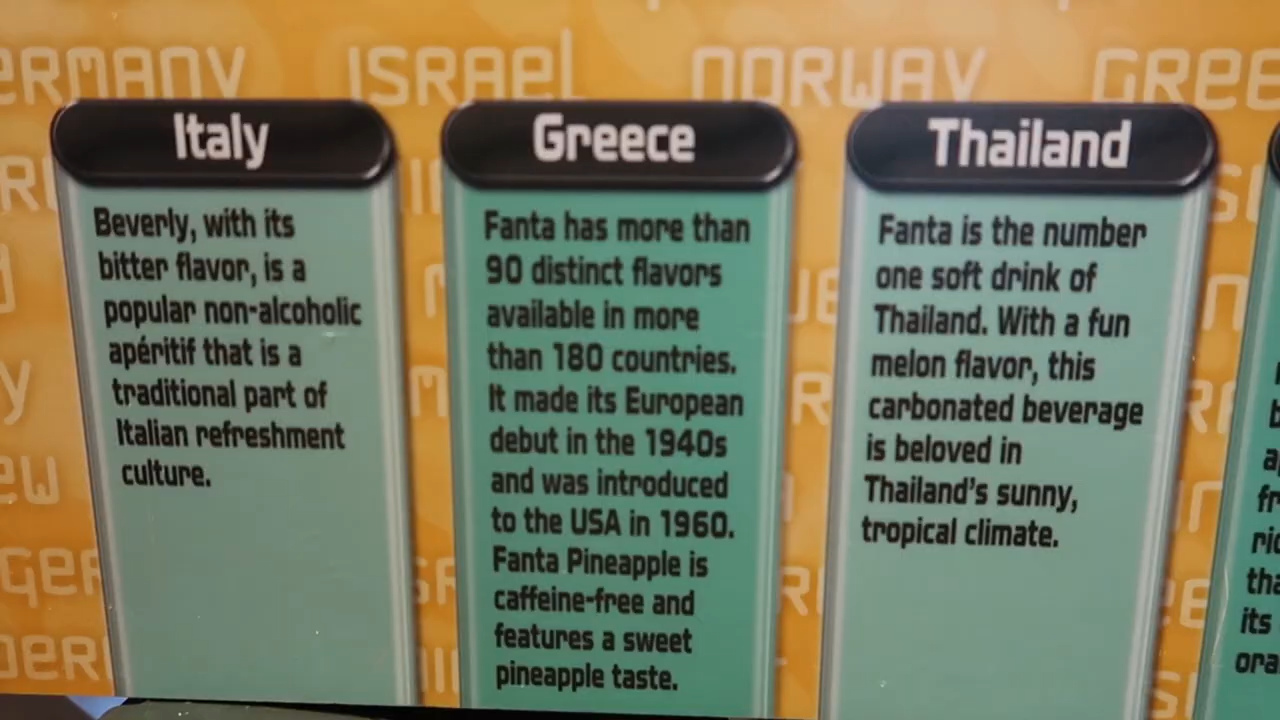 ISRAEL
NORWAY
Italy
Beverly, with its
bitter flavor, is a
popular non-alcoholic
apéritif that is a
traditional part of
Italian refreshment
culture.
Greece
Fanta has more than
90 distinct flavors
available in more
than 180 countries.
It made its European
debut in the 1940s
and was introduced
to the USA in 1960.
Fanta Pineapple is
caffeine-free and
features a sweet
pineapple taste.
Thailand
Fanta is the number
one soft drink of
Thailand. With a fun
melon flavor, this
carbonated beverage
is beloved in
Thailand's sunny,
tropical climate.
its